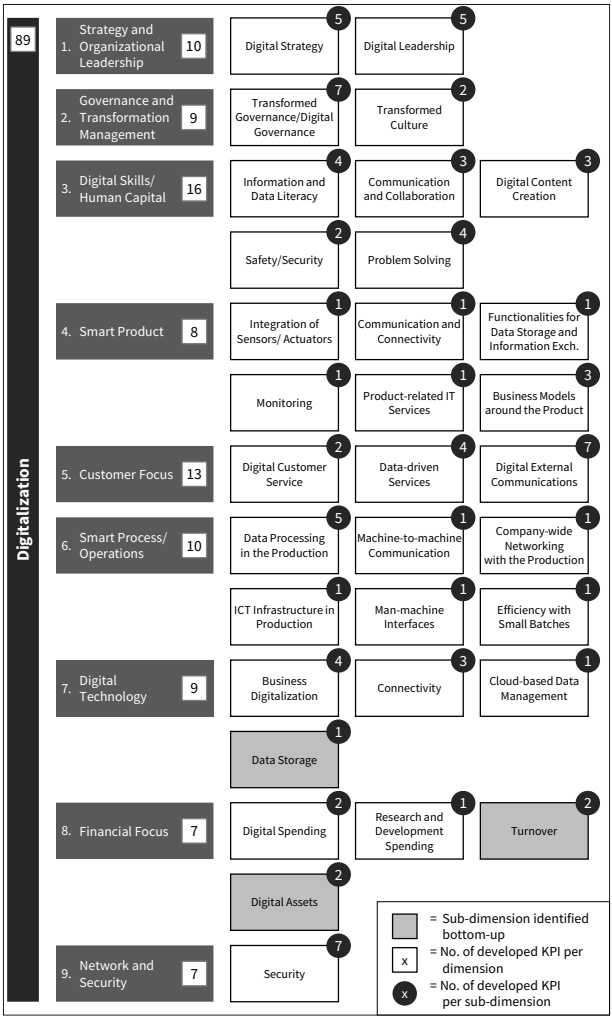 89
Digitalization
1. Strategy and
Organizational
Leadership
10
5
Digital Strategy
5
Digital Leadership
2. Governance and
Transformation
Management
9
7
Transformed
Governance/Digital
Governance
2
Transformed
Culture
3. Digital Skills/
Human Capital
16
4
Information and
Data Literacy
3
Communication
and Collaboration
3
Digital Content
Creation
2
Safety/Security
4
Problem Solving
4. Smart Product
8
1
Integration of
Sensors/ Actuators
1
Communication and
Connectivity
1
Functionalities for
Data Storage and
Information Exch.
1
Monitoring
1
Product-related IT
Services
3
Business Models
around the Product
5. Customer Focus
13
2
Digital Customer
Service
4
Data-driven
Services
7
Digital External
Communications
6. Smart Process/
Operations
10
5
Data Processing
in the Production
1
Machine-to-machine
Communication
1
Company-wide
Networking
with the Production
1
ICT Infrastructure in
Production
1
Man-machine
Interfaces
1
Efficiency with
Small Batches
7. Digital
Technology
9
4
Business
Digitalization
3
Connectivity
1
Cloud-based Data
Management
1
Data Storage
8. Financial Focus
7
2
Digital Spending
1
Research and
Development
Spending
2
Turnover
2
Digital Assets
9. Network and
Security
7
7
Security
= Sub-dimension identified
bottom-up
x = No. of developed KPI per
dimension
x = No. of developed KPI
per sub-dimension